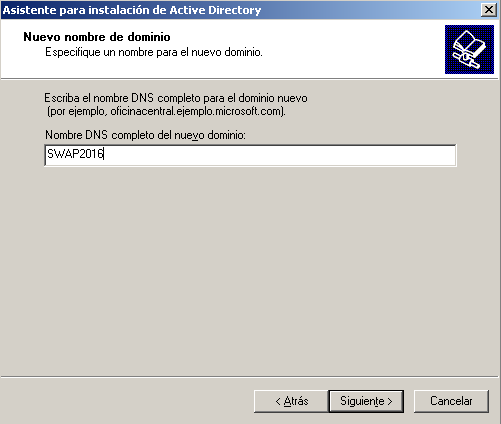 Asistente para instalación de Active Directory
Nuevo nombre de dominio
Especifique un nombre para el nuevo dominio.
Escriba el nombre DNS completo para el dominio nuevo
(por ejemplo, oficinacentral.ejemplo.microsoft.com).
Nombre DNS completo del nuevo dominio:
SWAP2016
< Atrás
Siguiente >
Cancelar